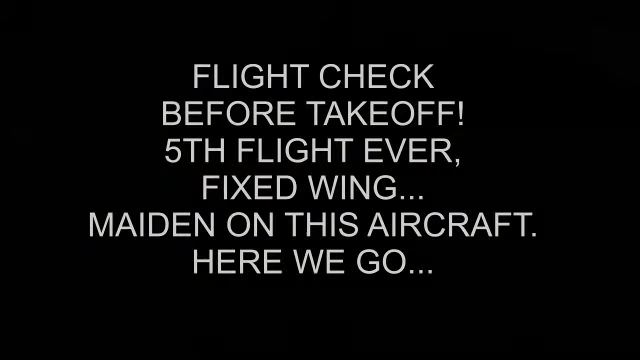 FLIGHT CHECK
BEFORE TAKEOFF!
5TH FLIGHT EVER,
FIXED WING...
MAIDEN ON THIS AIRCRAFT.
HERE WE GO...